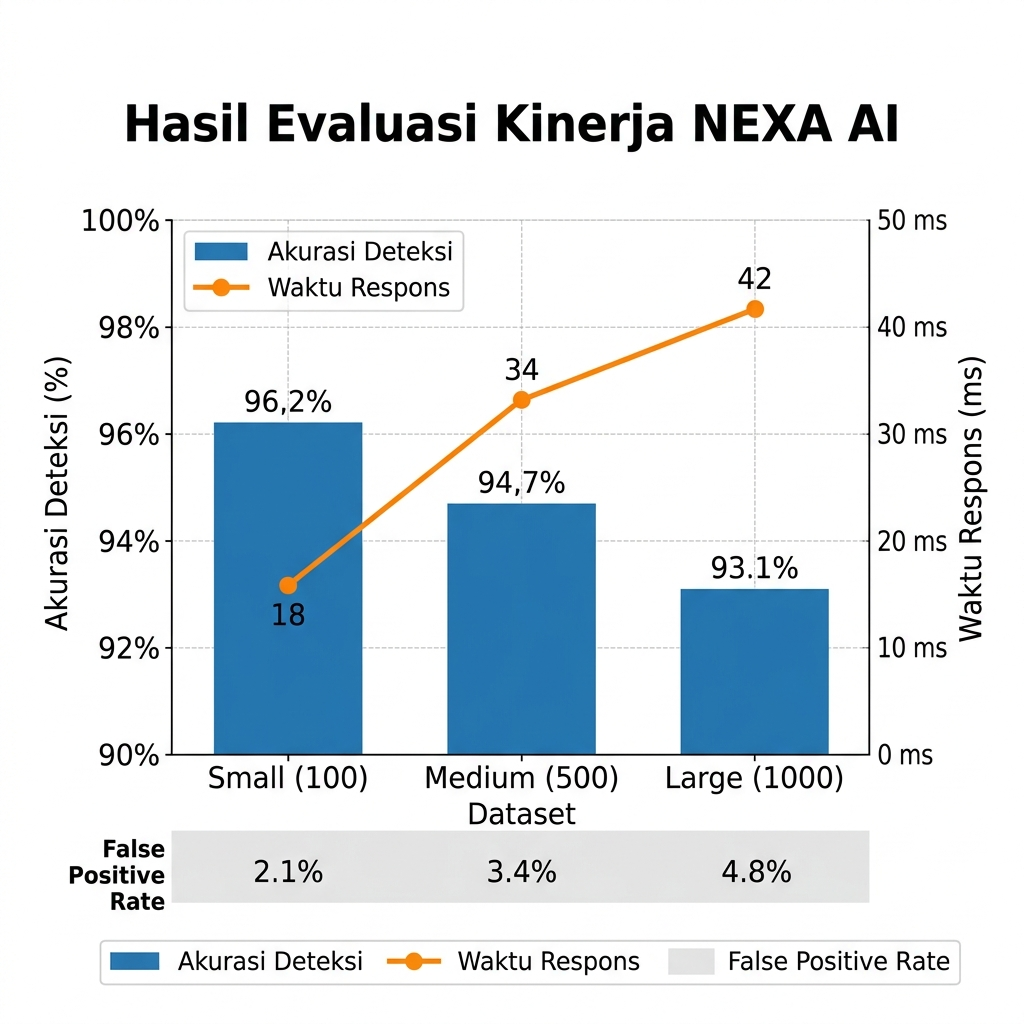 Hasil Evaluasi Kinerja NEXA AI
100%
98%
96%
94%
92%
90%
Akurasi Deteksi (%)
Akurasi Deteksi
Waktu Respons
96,2%
94,7%
93.1%
18
34
42
50 ms
40 ms
30 ms
20 ms
10 ms
0 ms
Waktu Respons (ms)
Small (100) Medium (500) Large (1000)
Dataset
False
Positive
Rate
2.1% 3.4% 4.8%
Akurasi Deteksi Waktu Respons False Positive Rate